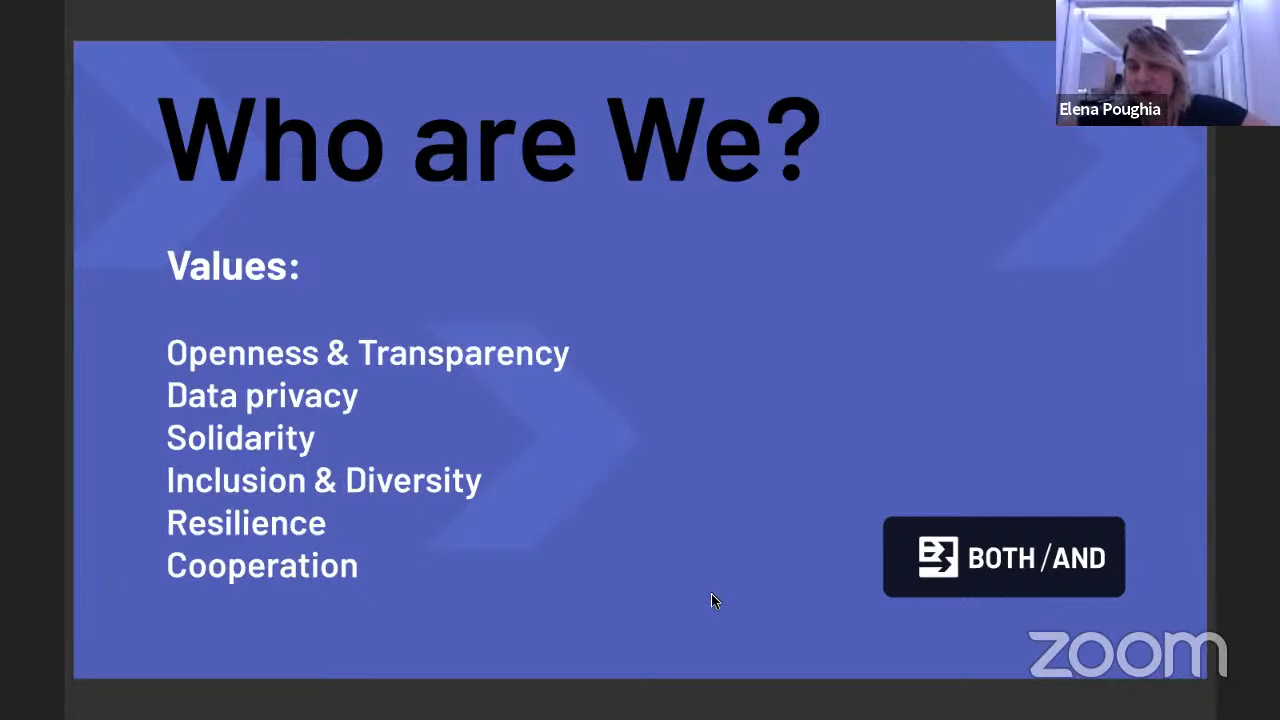 Who are We?
Elena Poughia
Values:
Openness & Transparency
Data privacy
Solidarity
Inclusion & Diversity
Resilience
Cooperation
BOTH /AND
zoom